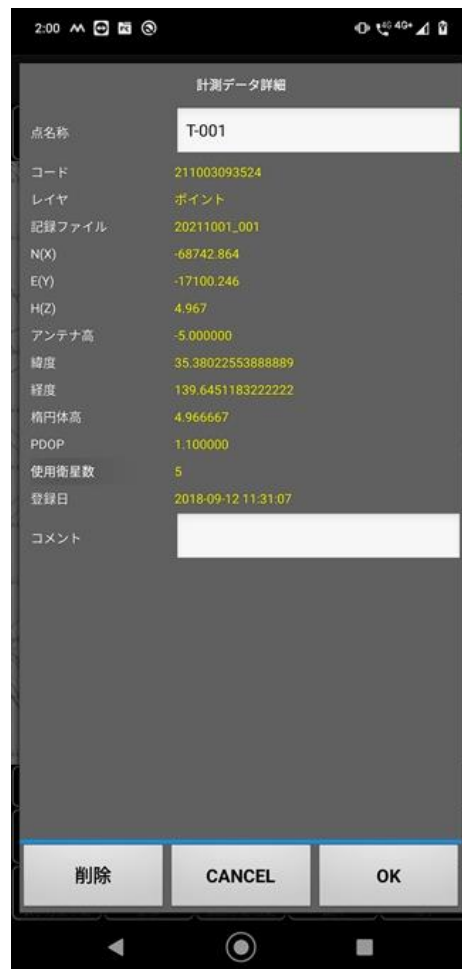 2:00 4G 4G+
計測データ詳細
点名称 T-001
コード 211003093524
レイヤ ポイント
記録ファイル 20211001_001
N(X) -68742.864
E(Y) -17100.246
H(Z) 4.967
アンテナ高 -5.000000
緯度 35.38022553888889
経度 139.6451183222222
楕円体高 4.966667
PDOP 1.100000
使用衛星数 5
登録日 2018-09-12 11:31:07
コメント
削除 CANCEL OK